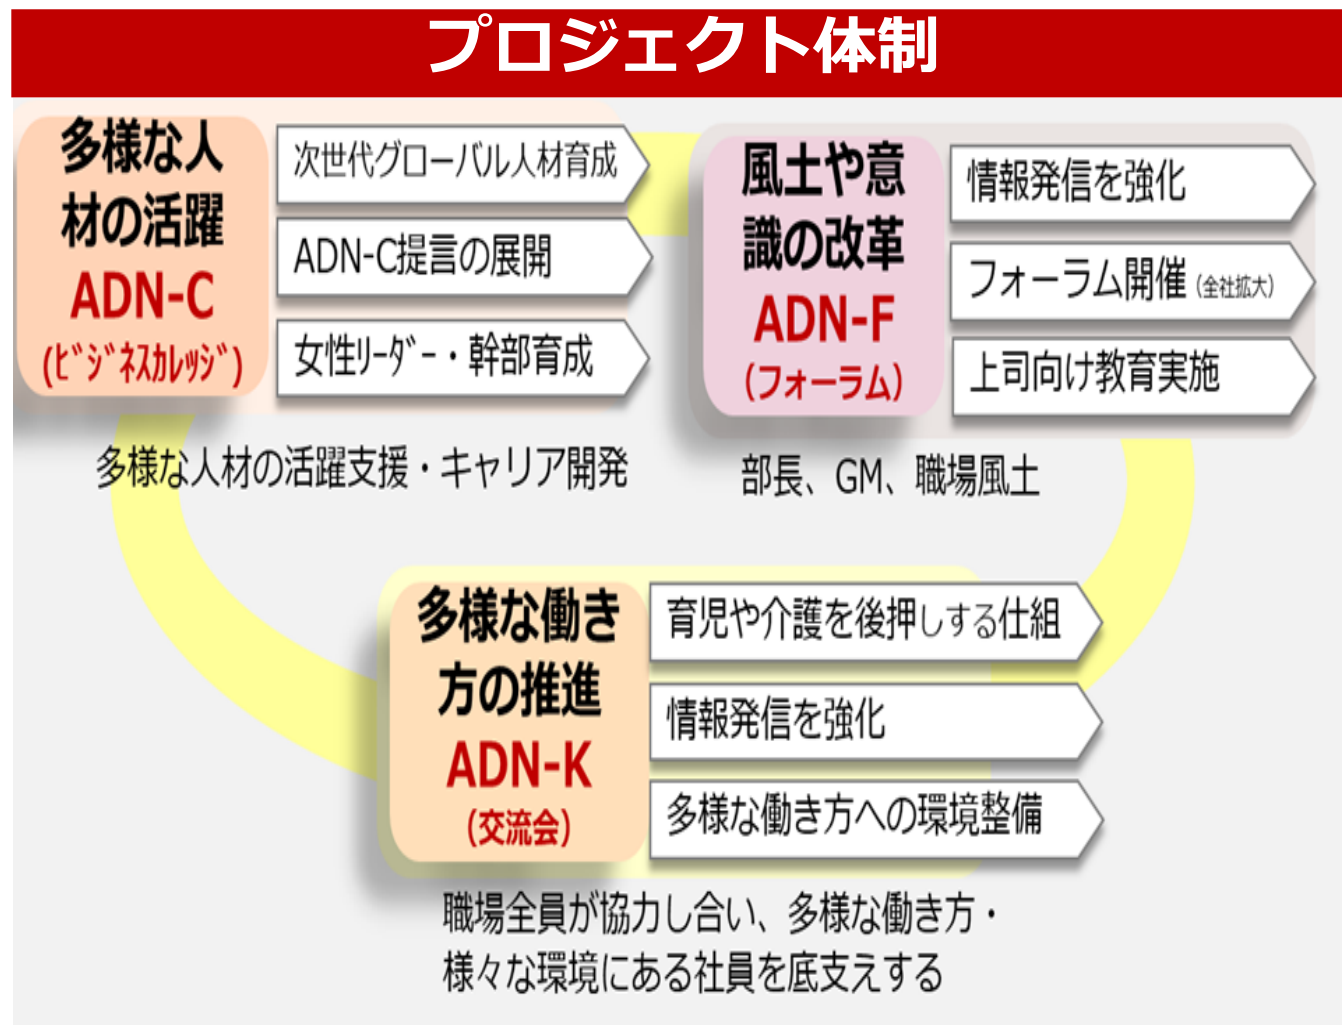 プロジェクト体制
多様な人
材の活躍
ADN-C
(ﾋﾞｼﾞﾈｽｶﾚｯｼﾞ)
次世代グローバル人材育成
ADN-C提言の展開
女性ﾘｰﾀﾞｰ・幹部育成
多様な人材の活躍支援・キャリア開発
風土や意
識の改革
ADN-F
(フォーラム)
情報発信を強化
フォーラム開催(全社拡大)
上司向け教育実施
部長、GM、職場風土
多様な働き
方の推進
ADN-K
(交流会)
育児や介護を後押しする仕組
情報発信を強化
多様な働き方への環境整備
職場全員が協力し合い、多様な働き方・
様々な環境にある社員を底支えする